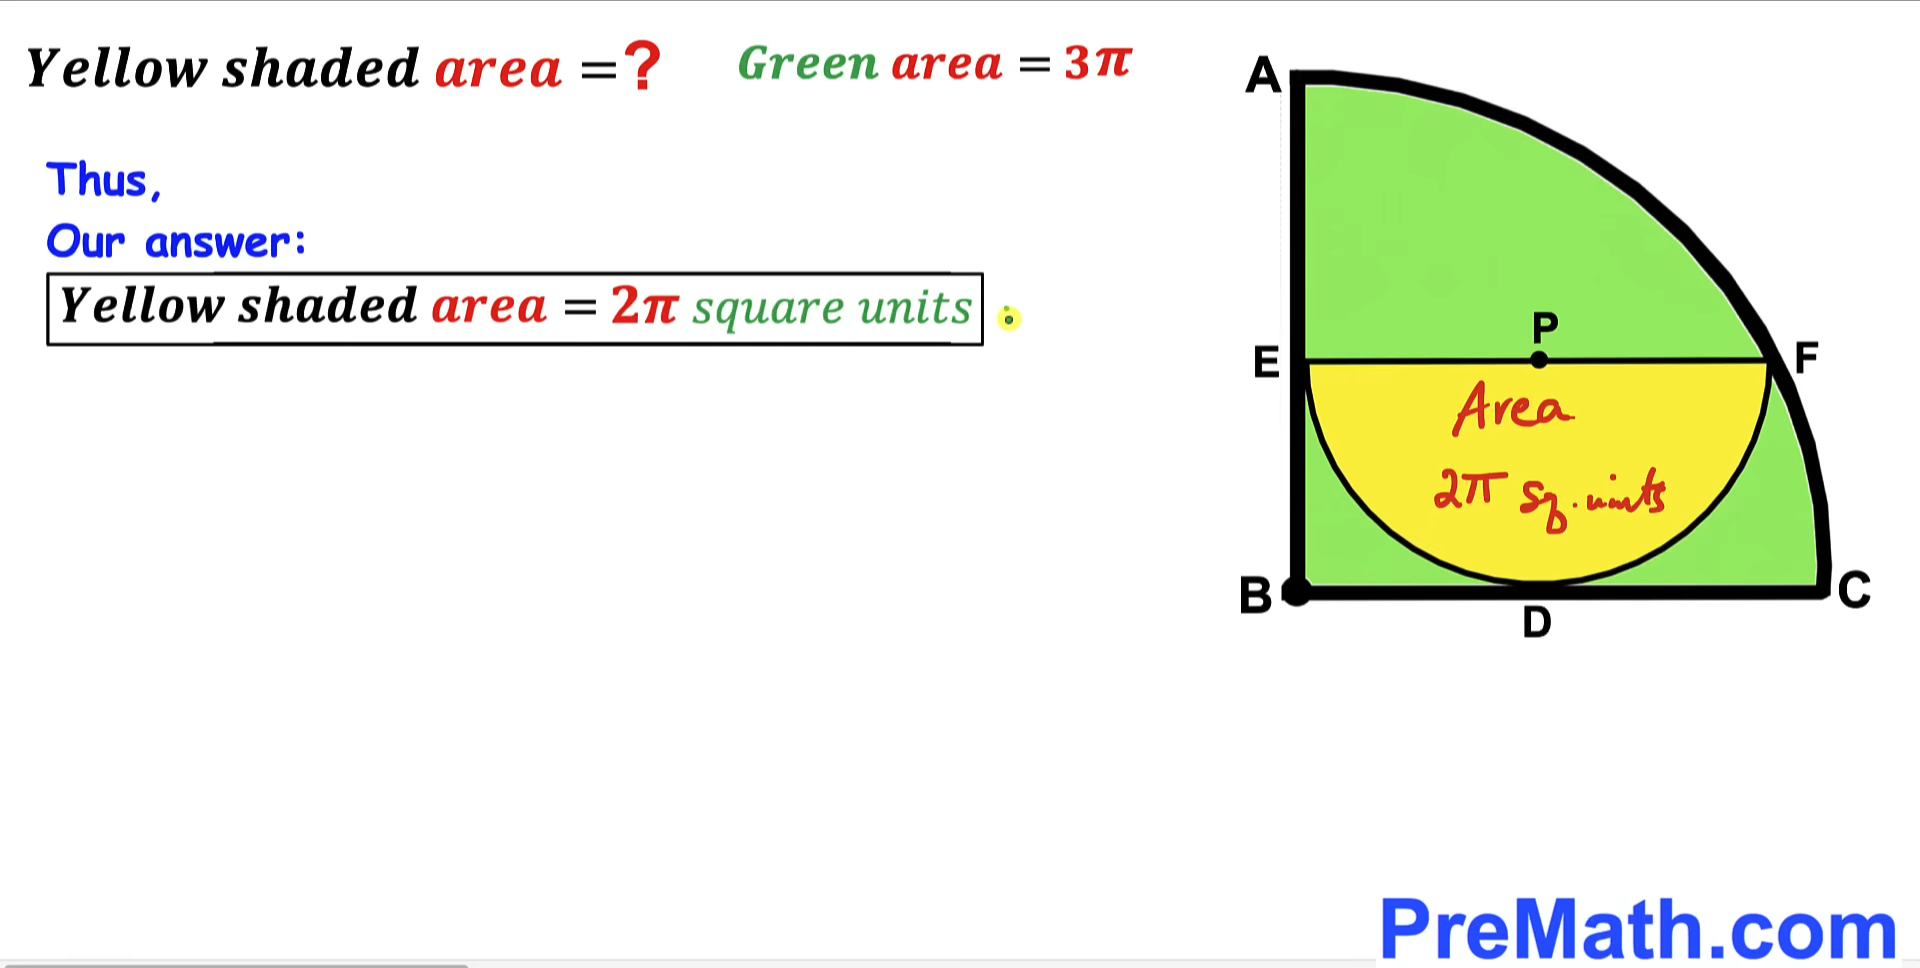 Yellow shaded area =? Green area = 3π
Thus,
Our answer:
Yellow shaded area = 2π square units
A
P
E
F
Area
2π sq. units
B
C
D
PreMath.com